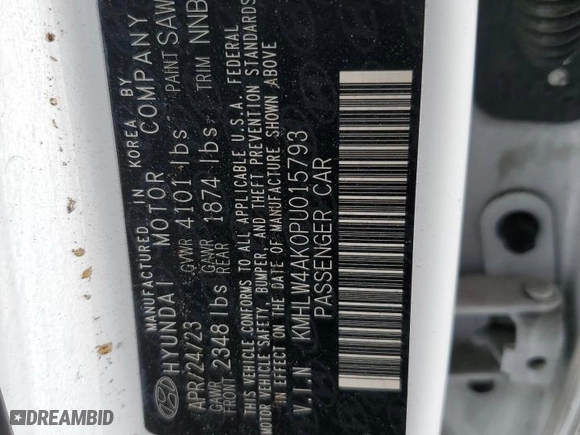 MANUFACTURED IN KOREA BY
HYUNDAI MOTOR COMPANY
APR/24/23 GVWR 4101 lbs PAINT SAW
GAWR FRONT 2348 lbs GAWR REAR 1874 lbs TRIM NNB
THIS VEHICLE CONFORMS TO ALL APPLICABLE U.S.A. FEDERAL
MOTOR VEHICLE SAFETY, BUMPER, AND THEFT PREVENTION STANDARDS
IN EFFECT ON THE DATE OF MANUFACTURE SHOWN ABOVE
V.I.N KMHLW4AK0PU015793
PASSENGER CAR
DREAMBID